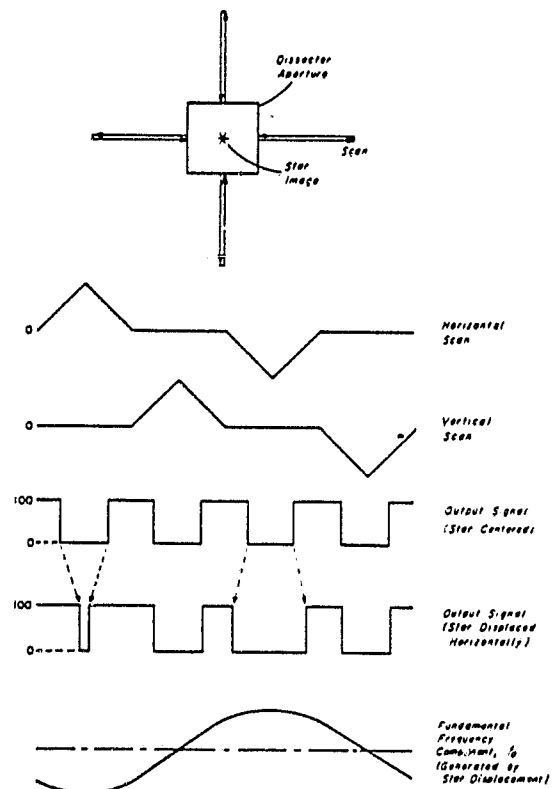 Dissector
Aperture
Scan
Star
Image
0
Horizontal
Scan
0
Vertical
Scan
100
0
Output Signal
(Star Centered)
100
0
Output Signal
(Star Displaced
Horizontally)
Fundamental
Frequency
Component, f₀
(Generated by
Star Displacement)